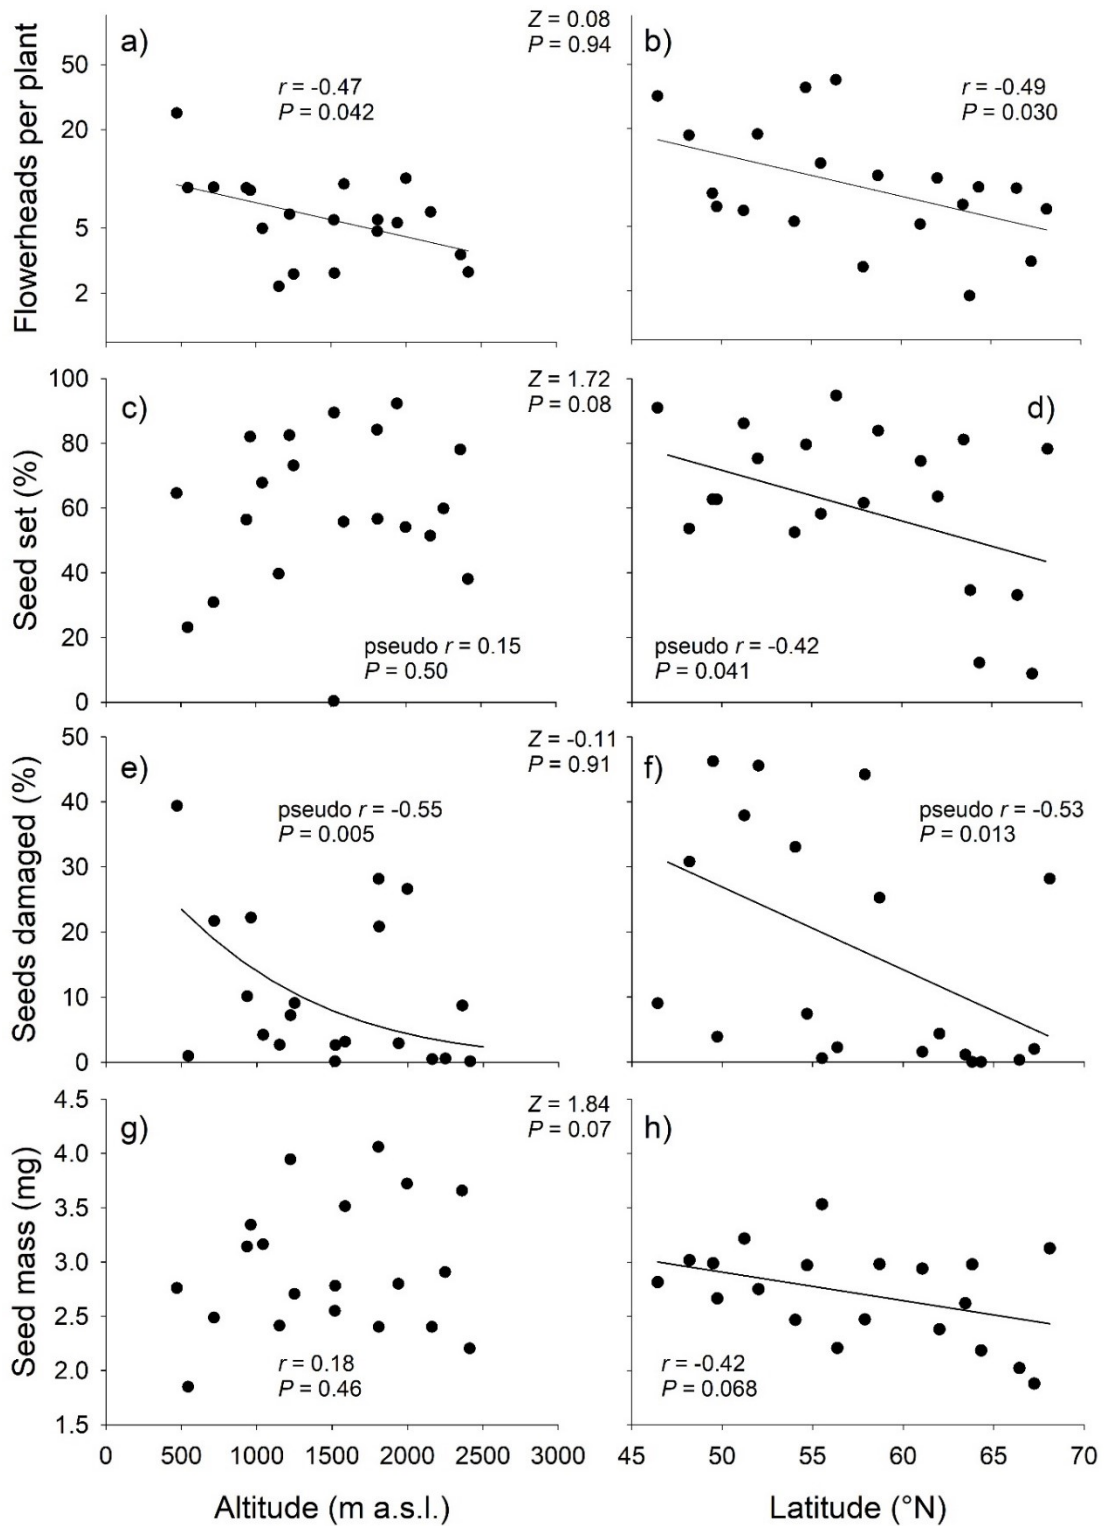 a)
Z = 0.08
P = 0.94
b)
Flowerheads per plant
50
20
5
2
r = -0.47
P = 0.042
r = -0.49
P = 0.030
c)
Z = 1.72
P = 0.08
d)
Seed set (%)
100
80
60
40
20
0
pseudo r = 0.15
P = 0.50
pseudo r = -0.42
P = 0.041
e)
Z = -0.11
P = 0.91
f)
Seeds damaged (%)
50
40
30
20
10
0
pseudo r = -0.55
P = 0.005
pseudo r = -0.53
P = 0.013
g)
Z = 1.84
P = 0.07
h)
Seed mass (mg)
4.5
4.0
3.5
3.0
2.5
2.0
1.5
r = 0.18
P = 0.46
r = -0.42
P = 0.068
0 500 1000 1500 2000 2500 3000
45 50 55 60 65 70
Altitude (m a.s.l.)
Latitude (°N)